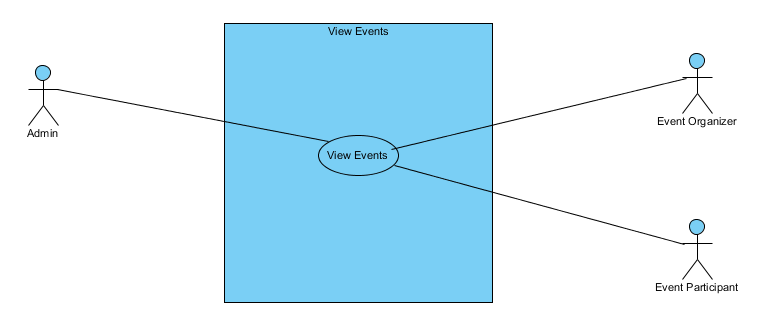 View Events
Admin
View Events
Event Organizer
Event Participant